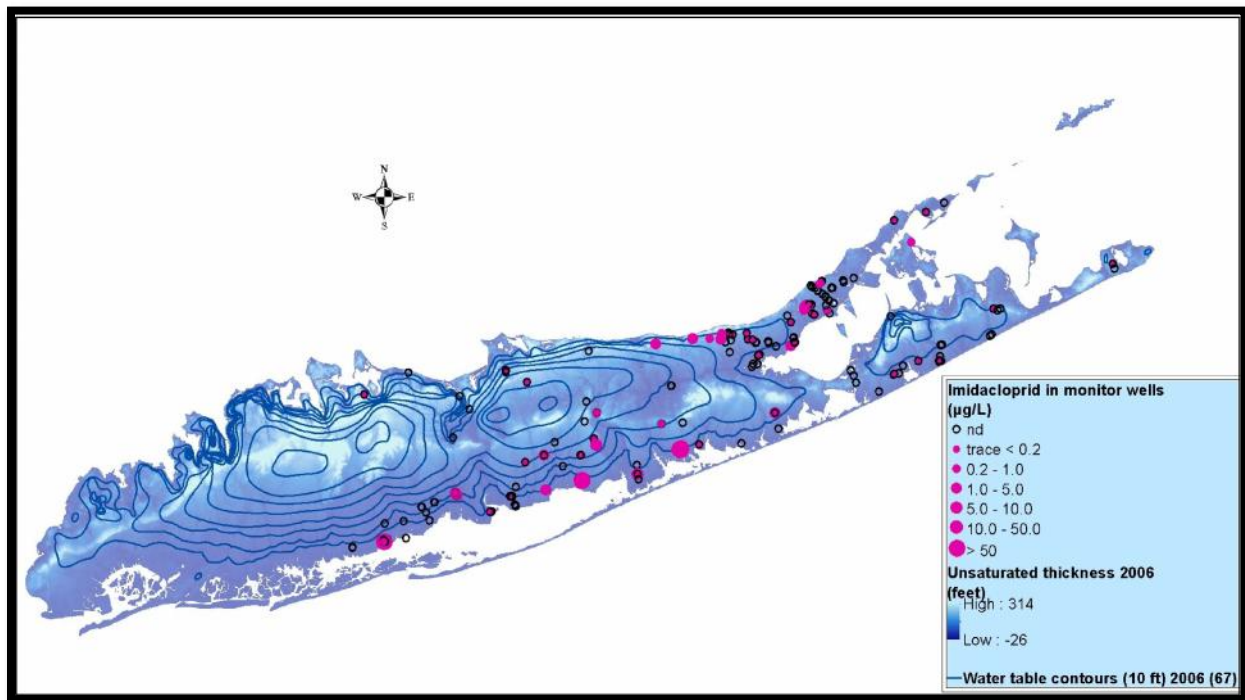 N
W E
S
Imidacloprid in monitor wells
(µg/L)
nd
trace < 0.2
0.2 - 1.0
1.0 - 5.0
5.0 - 10.0
10.0 - 50.0
> 50
Unsaturated thickness 2006
(feet)
High : 314
Low : -26
Water table contours (10 ft) 2006 (67)